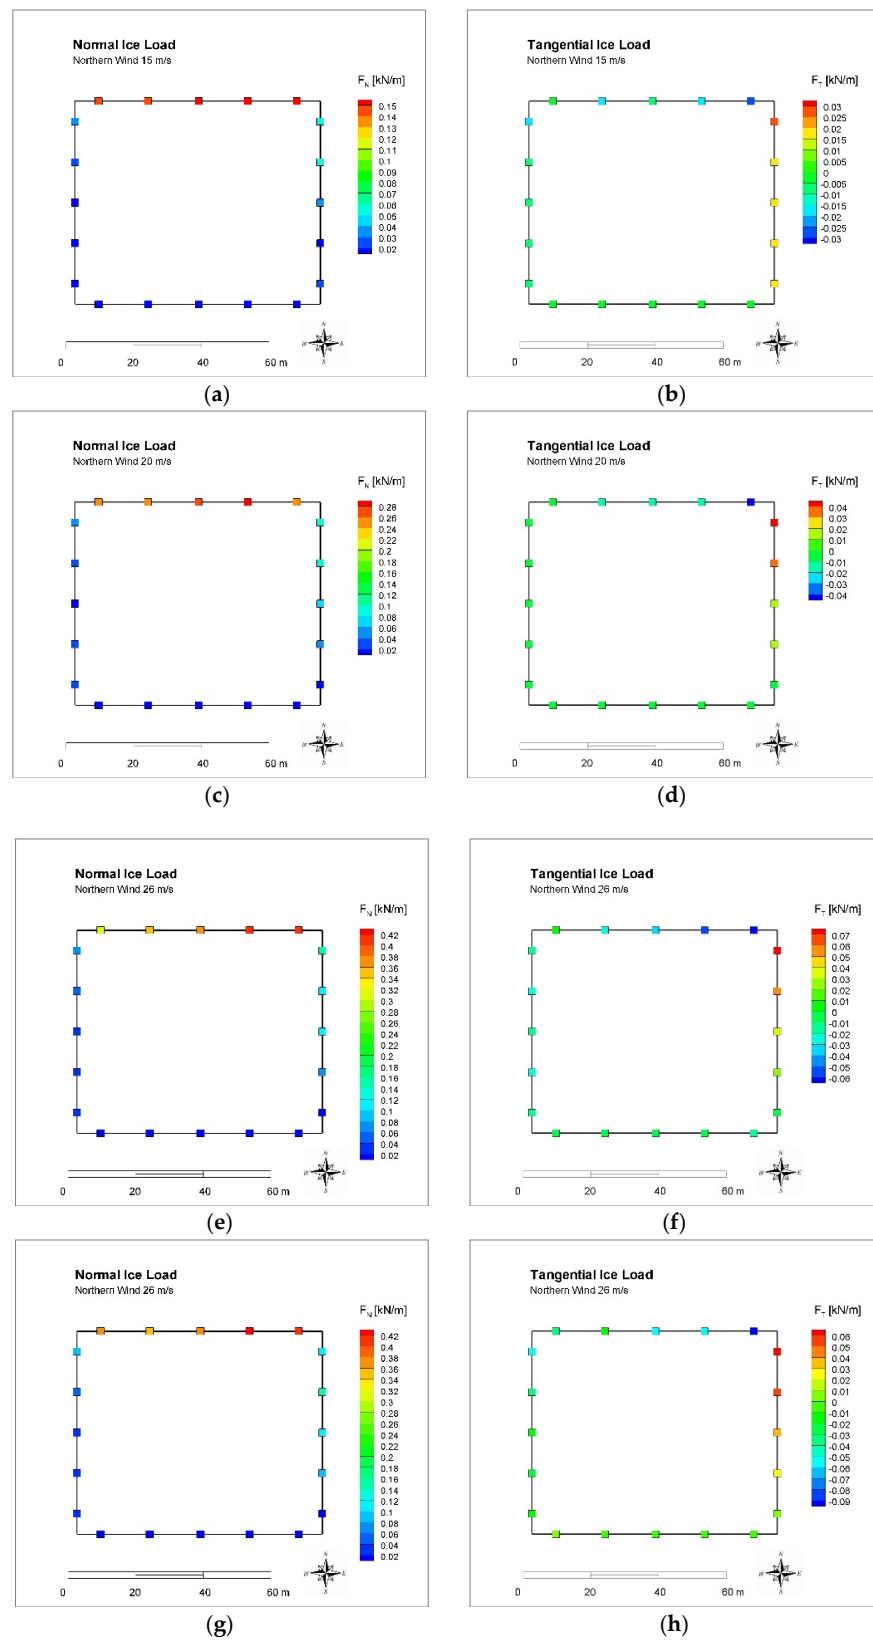 Normal Ice Load
Northern Wind 15 m/s
F_N [kN/m]
0.15
0.14
0.13
0.12
0.11
0.1
0.09
0.08
0.07
0.06
0.05
0.04
0.03
0.02
N
W E
S
0 20 40 60 m
(a)
Tangential Ice Load
Northern Wind 15 m/s
F_T [kN/m]
0.03
0.025
0.02
0.015
0.01
0.005
0
-0.005
-0.01
-0.015
-0.02
-0.025
-0.03
N
W E
S
0 20 40 60 m
(b)
Normal Ice Load
Northern Wind 20 m/s
F_N [kN/m]
0.28
0.26
0.24
0.22
0.2
0.18
0.16
0.14
0.12
0.1
0.08
0.06
0.04
0.02
N
W E
S
0 20 40 60 m
(c)
Tangential Ice Load
Northern Wind 20 m/s
F_T [kN/m]
0.04
0.03
0.02
0.01
0
-0.01
-0.02
-0.03
-0.04
N
W E
S
0 20 40 60 m
(d)
Normal Ice Load
Northern Wind 26 m/s
F_N [kN/m]
0.42
0.4
0.38
0.36
0.34
0.32
0.3
0.28
0.26
0.24
0.22
0.2
0.18
0.16
0.14
0.12
0.1
0.08
0.06
0.04
0.02
N
W E
S
0 20 40 60 m
(e)
Tangential Ice Load
Northern Wind 26 m/s
F_T [kN/m]
0.07
0.06
0.05
0.04
0.03
0.02
0.01
0
-0.01
-0.02
-0.03
-0.04
-0.05
-0.06
N
W E
S
0 20 40 60 m
(f)
Normal Ice Load
Northern Wind 26 m/s
F_N [kN/m]
0.42
0.4
0.38
0.36
0.34
0.32
0.3
0.28
0.26
0.24
0.22
0.2
0.18
0.16
0.14
0.12
0.1
0.08
0.06
0.04
0.02
N
W E
S
0 20 40 60 m
(g)
Tangential Ice Load
Northern Wind 26 m/s
F_T [kN/m]
0.06
0.05
0.04
0.03
0.02
0.01
0
-0.01
-0.02
-0.03
-0.04
-0.05
-0.06
-0.07
-0.08
-0.09
N
W E
S
0 20 40 60 m
(h)